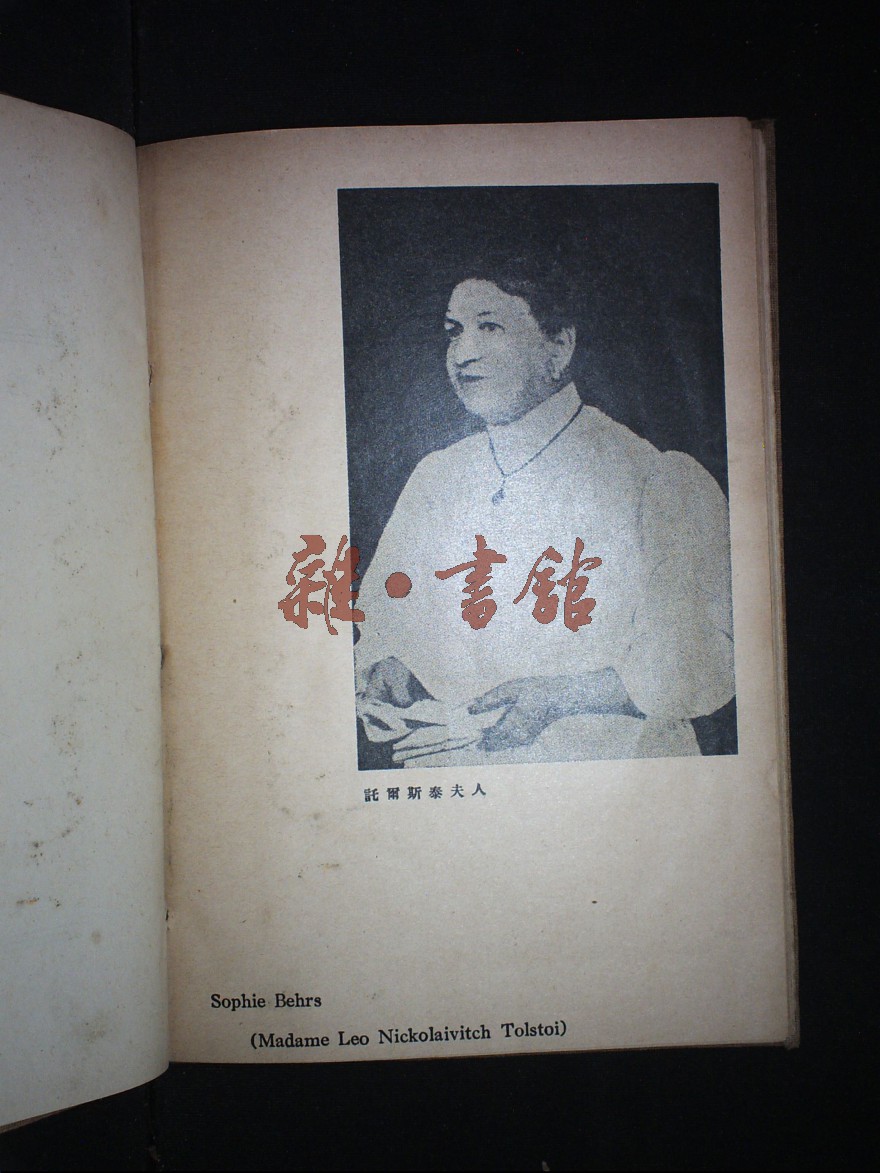 雜·書館
託爾斯泰夫人
Sophie Behrs
(Madame Leo Nickolaivitch Tolstoi)